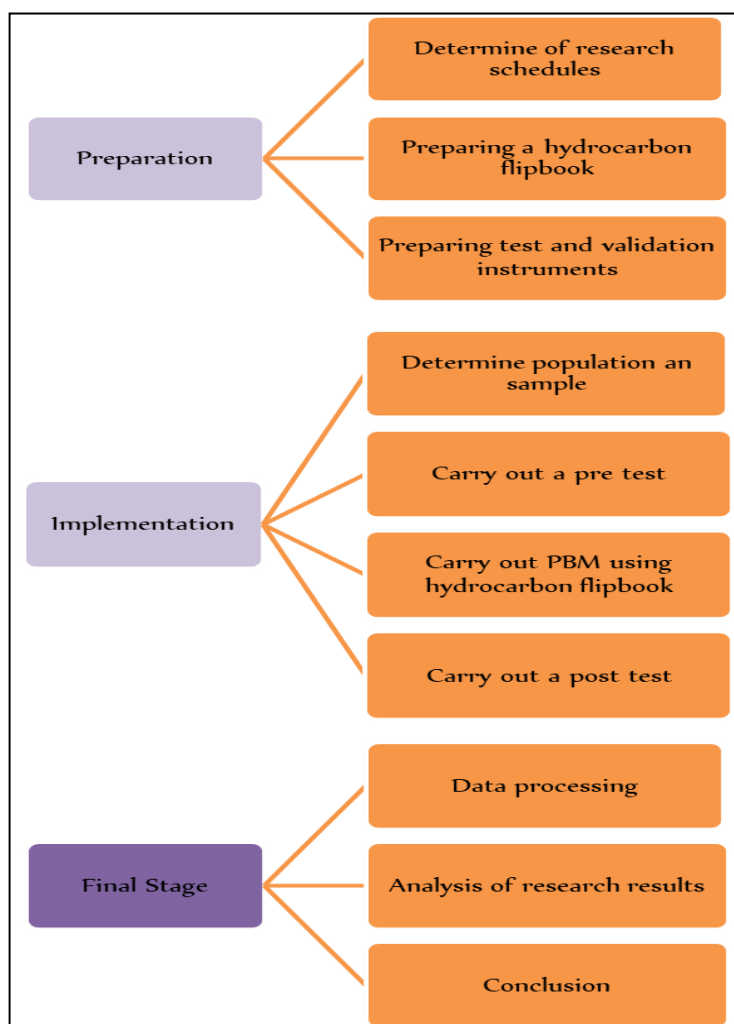 Preparation
Determine of research
schedules
Preparing a hydrocarbon
flipbook
Preparing test and validation
instruments
Implementation
Determine population an
sample
Carry out a pre test
Carry out PBM using
hydrocarbon flipbook
Carry out a post test
Final Stage
Data processing
Analysis of research results
Conclusion